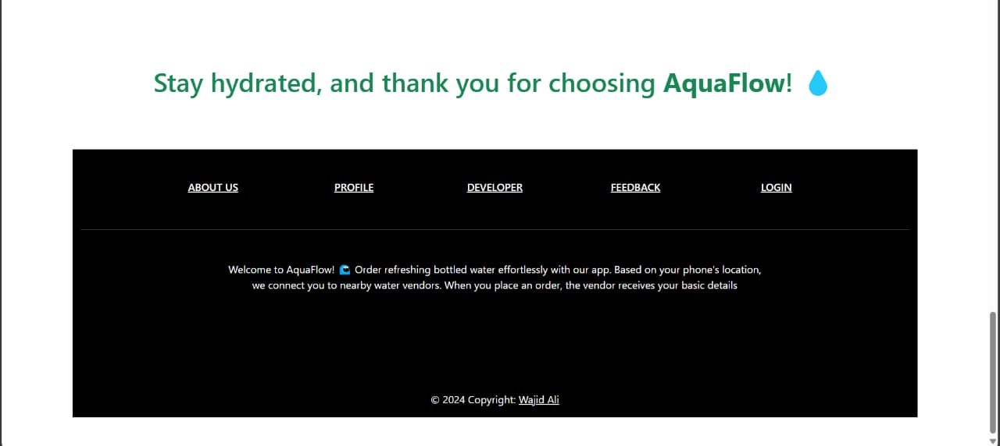 Stay hydrated, and thank you for choosing AquaFlow! 💧
ABOUT US PROFILE DEVELOPER FEEDBACK LOGIN
Welcome to AquaFlow! 🌊 Order refreshing bottled water effortlessly with our app. Based on your phone's location,
we connect you to nearby water vendors. When you place an order, the vendor receives your basic details
© 2024 Copyright: Wajid Ali